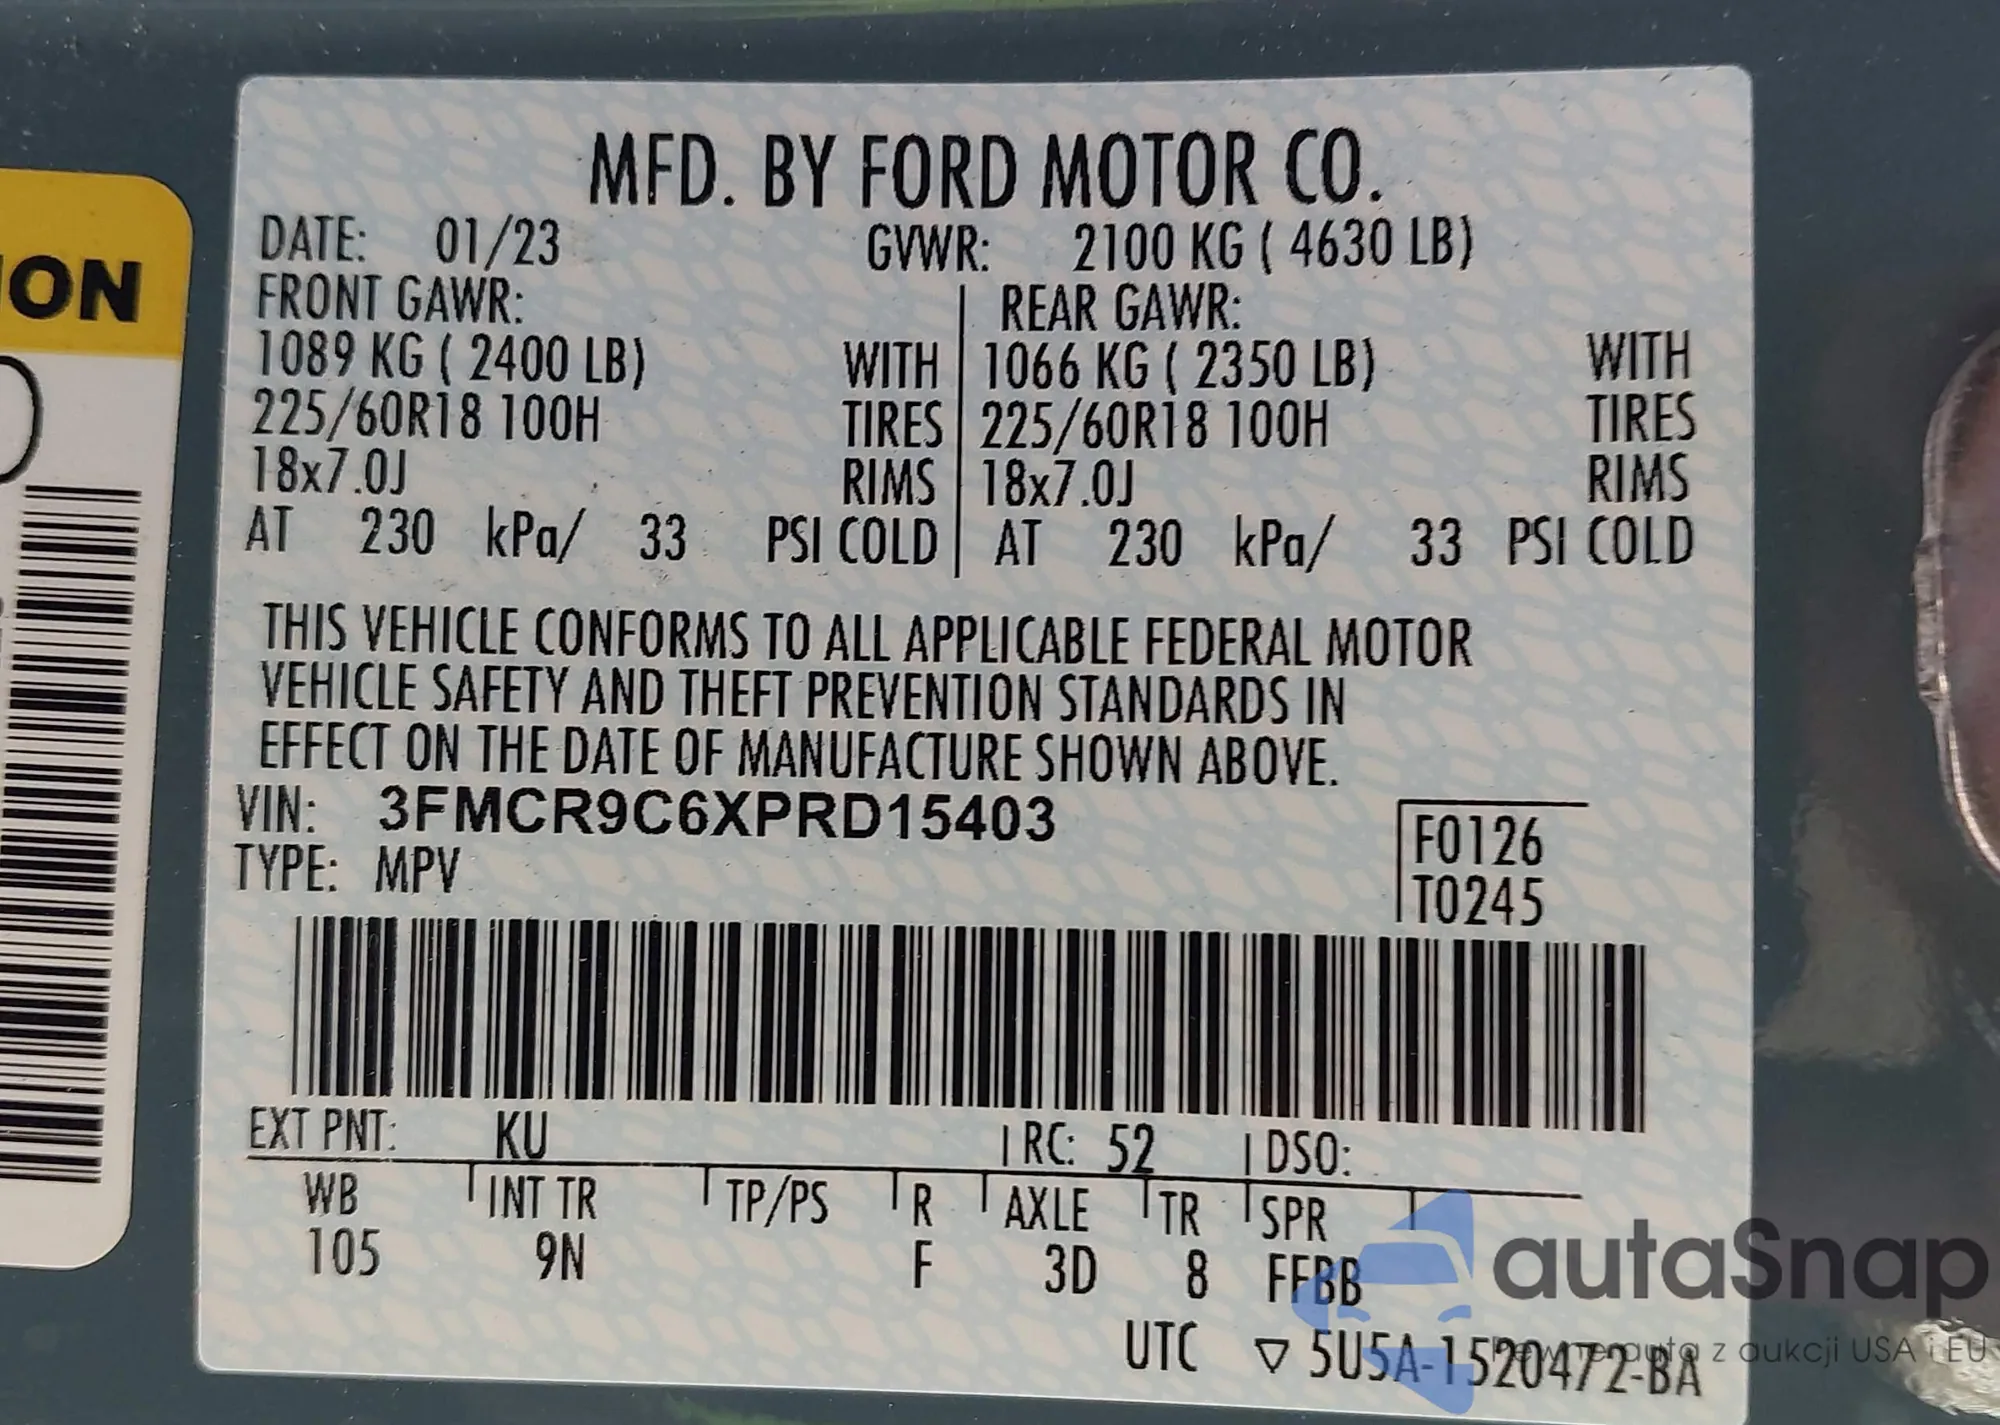 ION
MFD. BY FORD MOTOR CO.
DATE: 01/23 GVWR: 2100 KG ( 4630 LB)
FRONT GAWR: REAR GAWR:
1089 KG ( 2400 LB) WITH 1066 KG ( 2350 LB) WITH
225/60R18 100H TIRES 225/60R18 100H TIRES
18x7.0J RIMS 18x7.0J RIMS
AT 230 kPa/ 33 PSI COLD AT 230 kPa/ 33 PSI COLD
THIS VEHICLE CONFORMS TO ALL APPLICABLE FEDERAL MOTOR
VEHICLE SAFETY AND THEFT PREVENTION STANDARDS IN
EFFECT ON THE DATE OF MANUFACTURE SHOWN ABOVE.
VIN: 3FMCR9C6XPRD15403
F0126
TYPE: MPV
T0245
EXT PNT: KU RC: 52 DSO:
WB INT TR TP/PS R AXLE TR SPR
105 9N F 3D 8 FFBB
UTC ▽ 5U5A-1520472-BA
autaSnap
Pewne auta z aukcji USA i EU